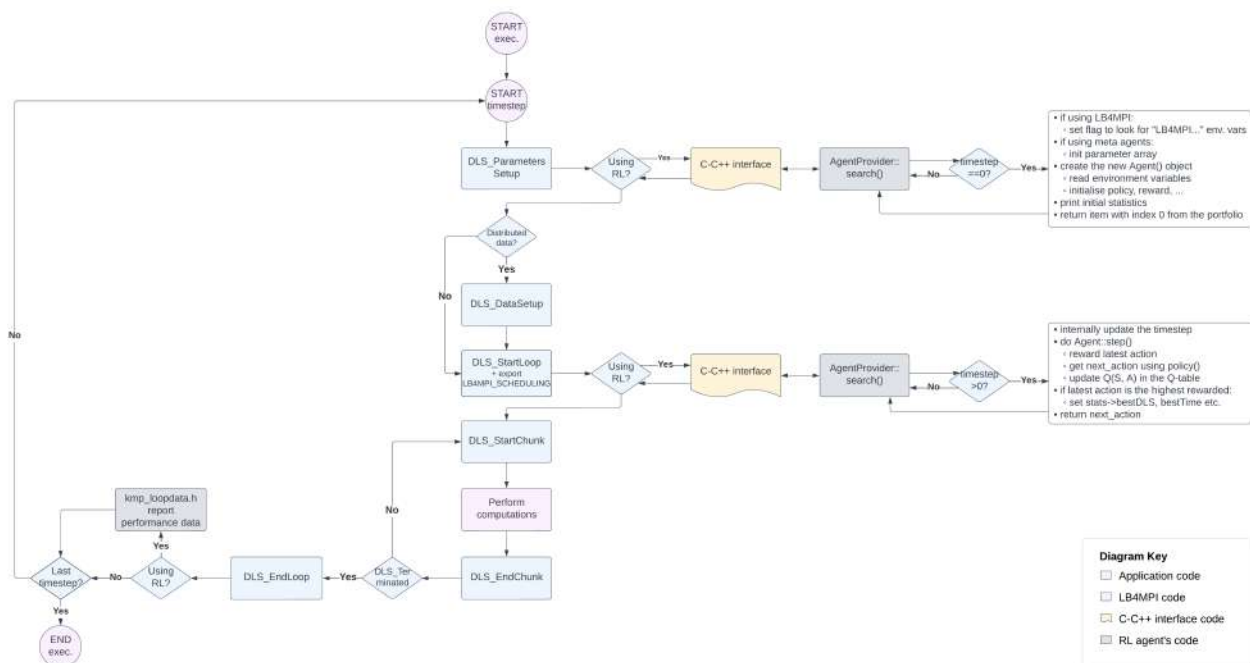 START
exec.
START
timestep
DLS_Parameters
Setup
Using
RL?
Yes
C-C++ interface
AgentProvider::
search()
No
timestep
==0?
Yes
• if using LB4MPI:
◦ set flag to look for "LB4MPI..." env. vars
• if using meta agents:
◦ init parameter array
• create the new Agent() object
◦ read environment variables
◦ initialise policy, reward, ...
• print initial statistics
• return item with index 0 from the portfolio
Distributed
data?
Yes
No
DLS_DataSetup
DLS_StartLoop
+ export
LB4MPI_SCHEDULING
Using
RL?
Yes
C-C++ interface
AgentProvider::
search()
No
timestep
>0?
Yes
• internally update the timestep
• do Agent::step()
◦ reward latest action
◦ get next_action using policy()
◦ update Q(S, A) in the Q-table
• if latest action is the highest rewarded:
◦ set stats->bestDLS, bestTime etc.
• return next_action
No
DLS_StartChunk
No
Perform
computations
DLS_EndChunk
DLS_Ter
minated
Yes
DLS_EndLoop
kmp_loopdata.h
report
performance data
Yes
Using
RL?
No
Last
timestep?
Yes
END
exec.
Diagram Key
Application code
LB4MPI code
C-C++ interface code
RL agent's code